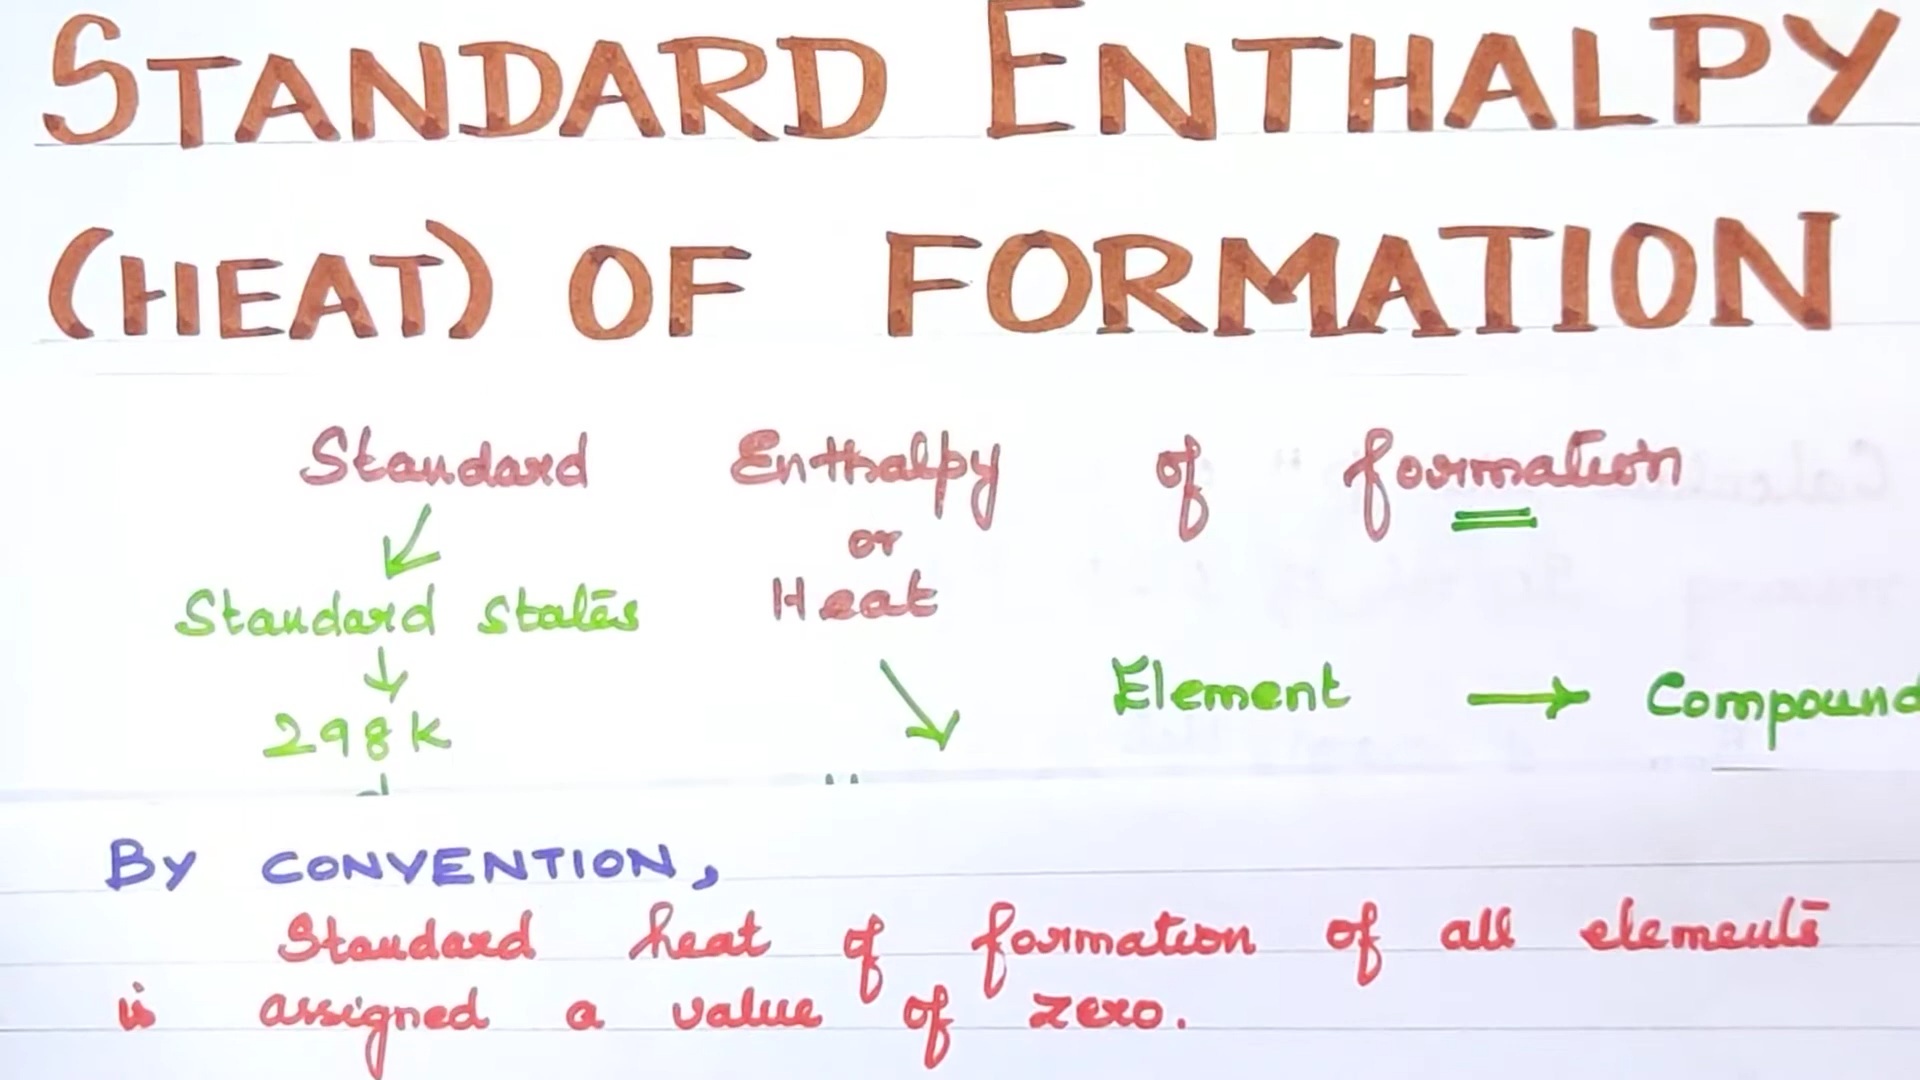 STANDARD ENTHALPY
(HEAT) OF FORMATION
Standard Enthalpy of formation
or
Heat
Standard states
298k
Element → Compound
By CONVENTION,
Standard heat of formation of all elements
is assigned a value of zero.